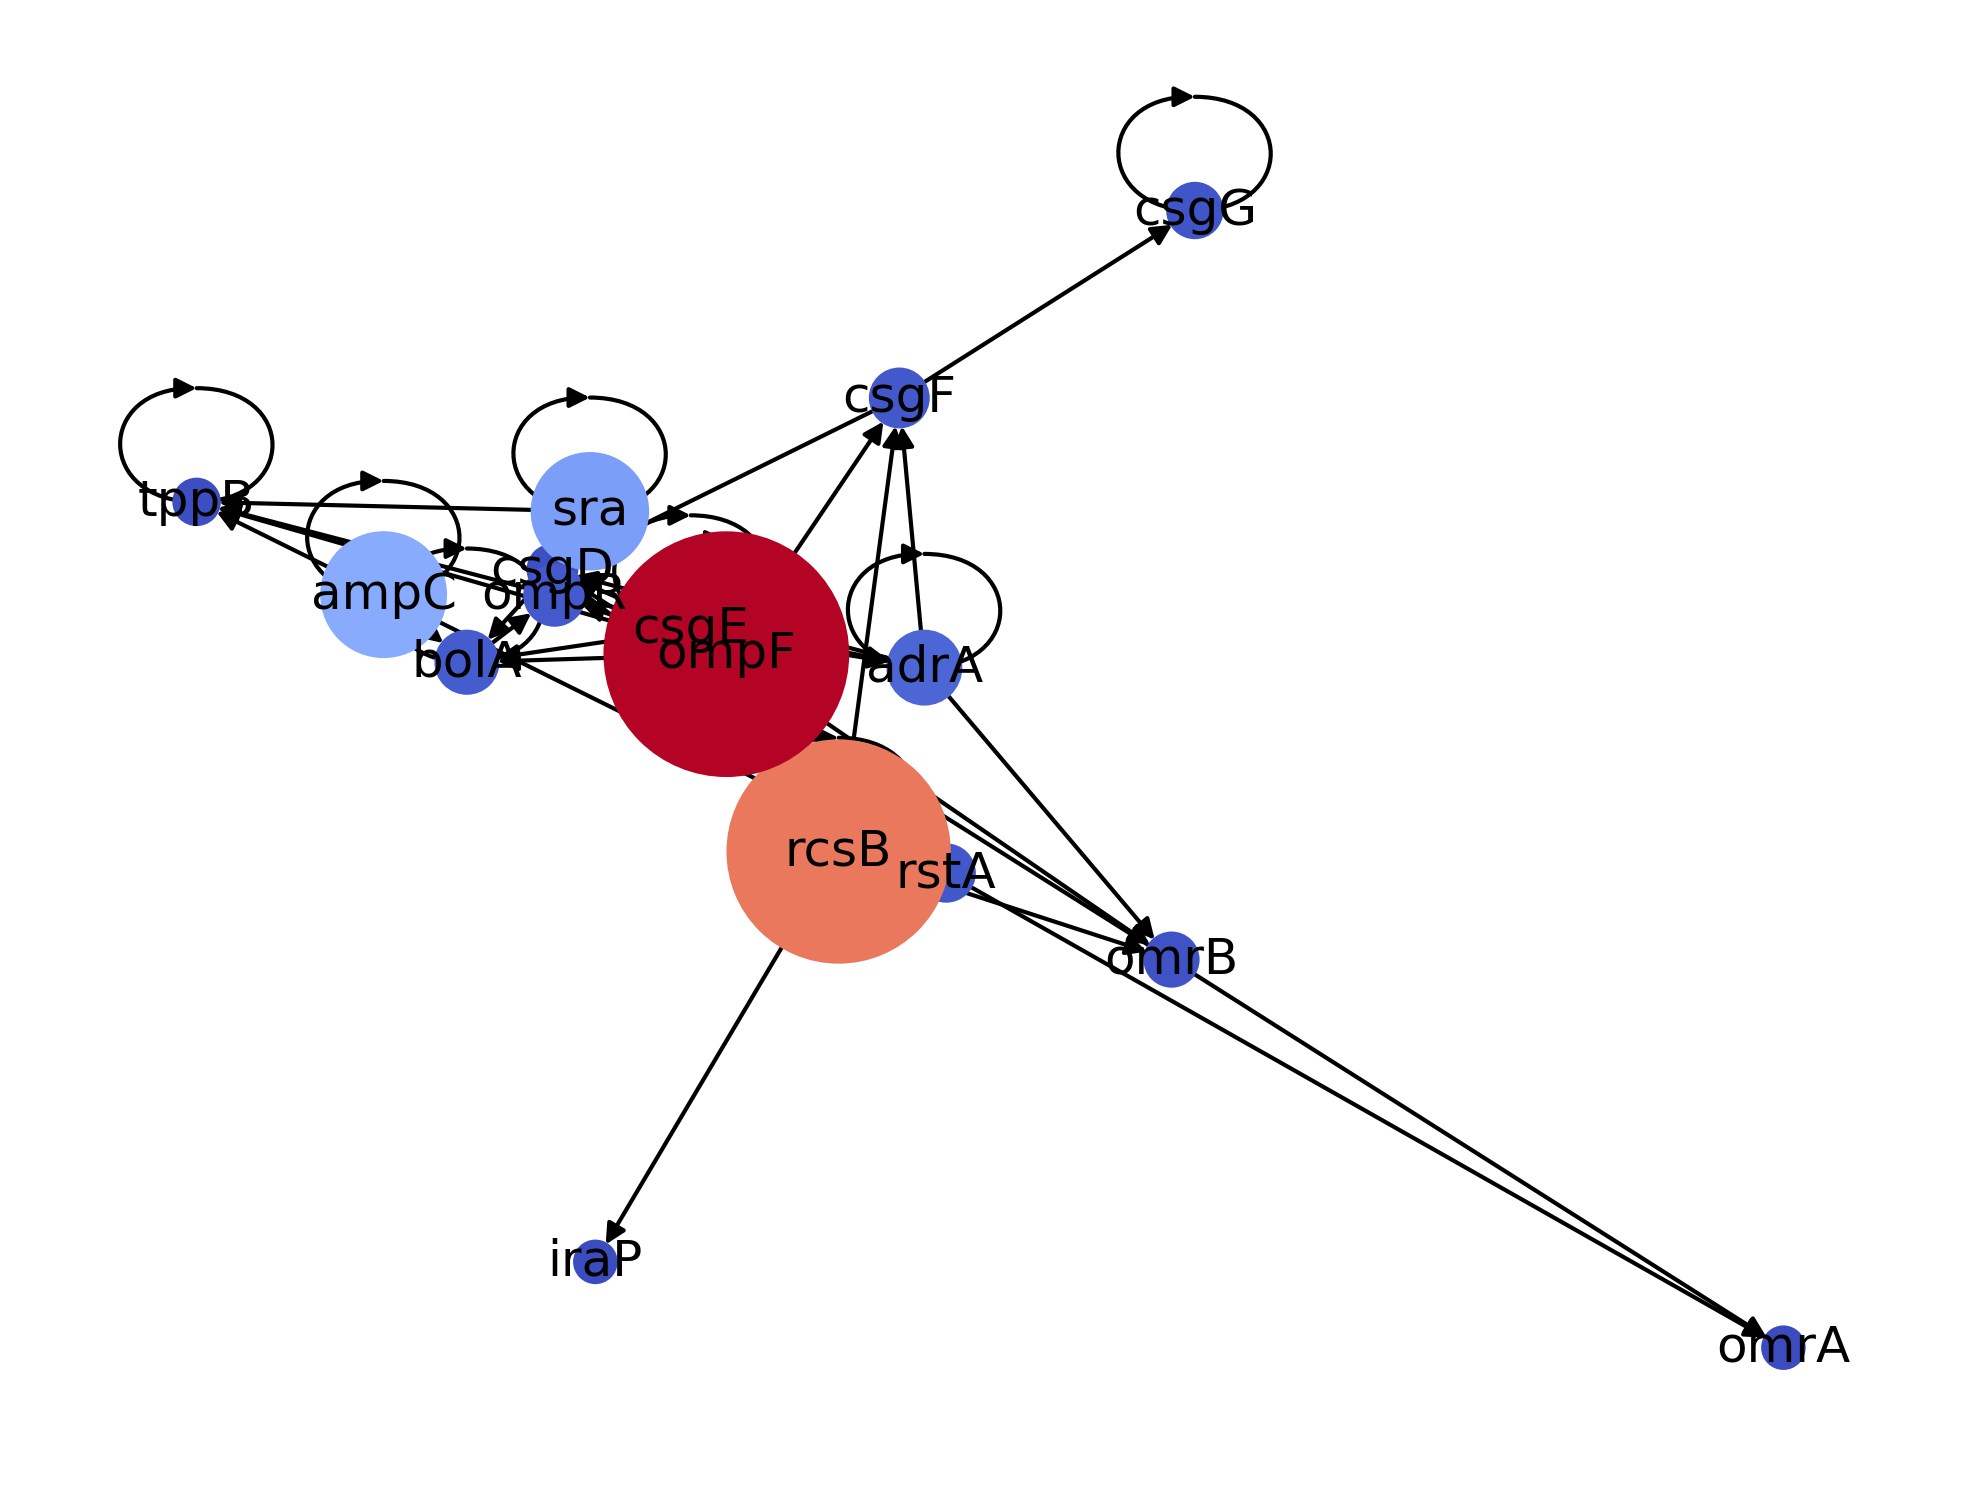 csgG
csgF
tppB
sra
csgD
ampC
ompR
csgE
ompF
bolA
adrA
rcsB
rstA
omrB
iraP
omrA